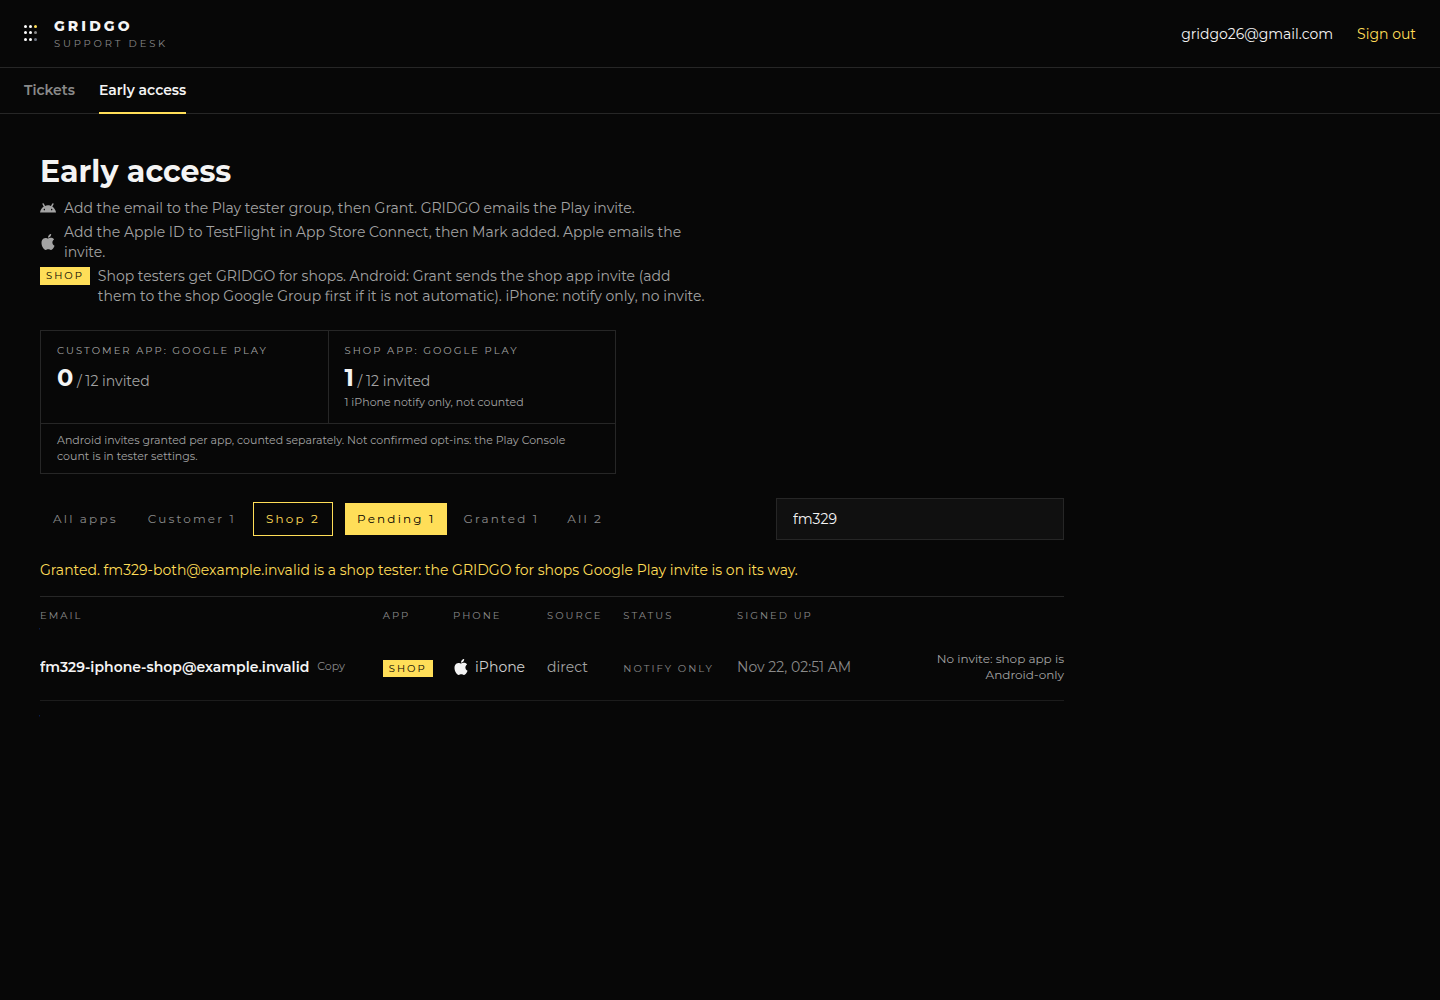 GRIDGO
SUPPORT DESK
gridgo26@gmail.com
Sign out
Tickets
Early access
Early access
Add the email to the Play tester group, then Grant. GRIDGO emails the Play invite.
Add the Apple ID to TestFlight in App Store Connect, then Mark added. Apple emails the
invite.
SHOP
Shop testers get GRIDGO for shops. Android: Grant sends the shop app invite (add
them to the shop Google Group first if it is not automatic). iPhone: notify only, no invite.
CUSTOMER APP: GOOGLE PLAY
0 / 12 invited
SHOP APP: GOOGLE PLAY
1 / 12 invited
1 iPhone notify only, not counted
Android invites granted per app, counted separately. Not confirmed opt-ins: the Play Console
count is in tester settings.
All apps
Customer 1
Shop 2
Pending 1
Granted 1
All 2
fm329
Granted. fm329-both@example.invalid is a shop tester: the GRIDGO for shops Google Play invite is on its way.
EMAIL
APP
PHONE
SOURCE
STATUS
SIGNED UP
fm329-iphone-shop@example.invalid
Copy
SHOP
iPhone
direct
NOTIFY ONLY
Nov 22, 02:51 AM
No invite: shop app is
Android-only